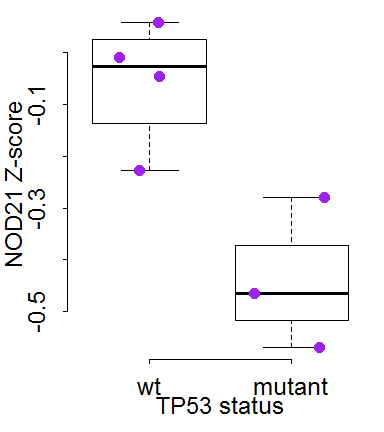 NOD21 Z-score
-0.1
-0.3
-0.5
wt mutant
TP53 status